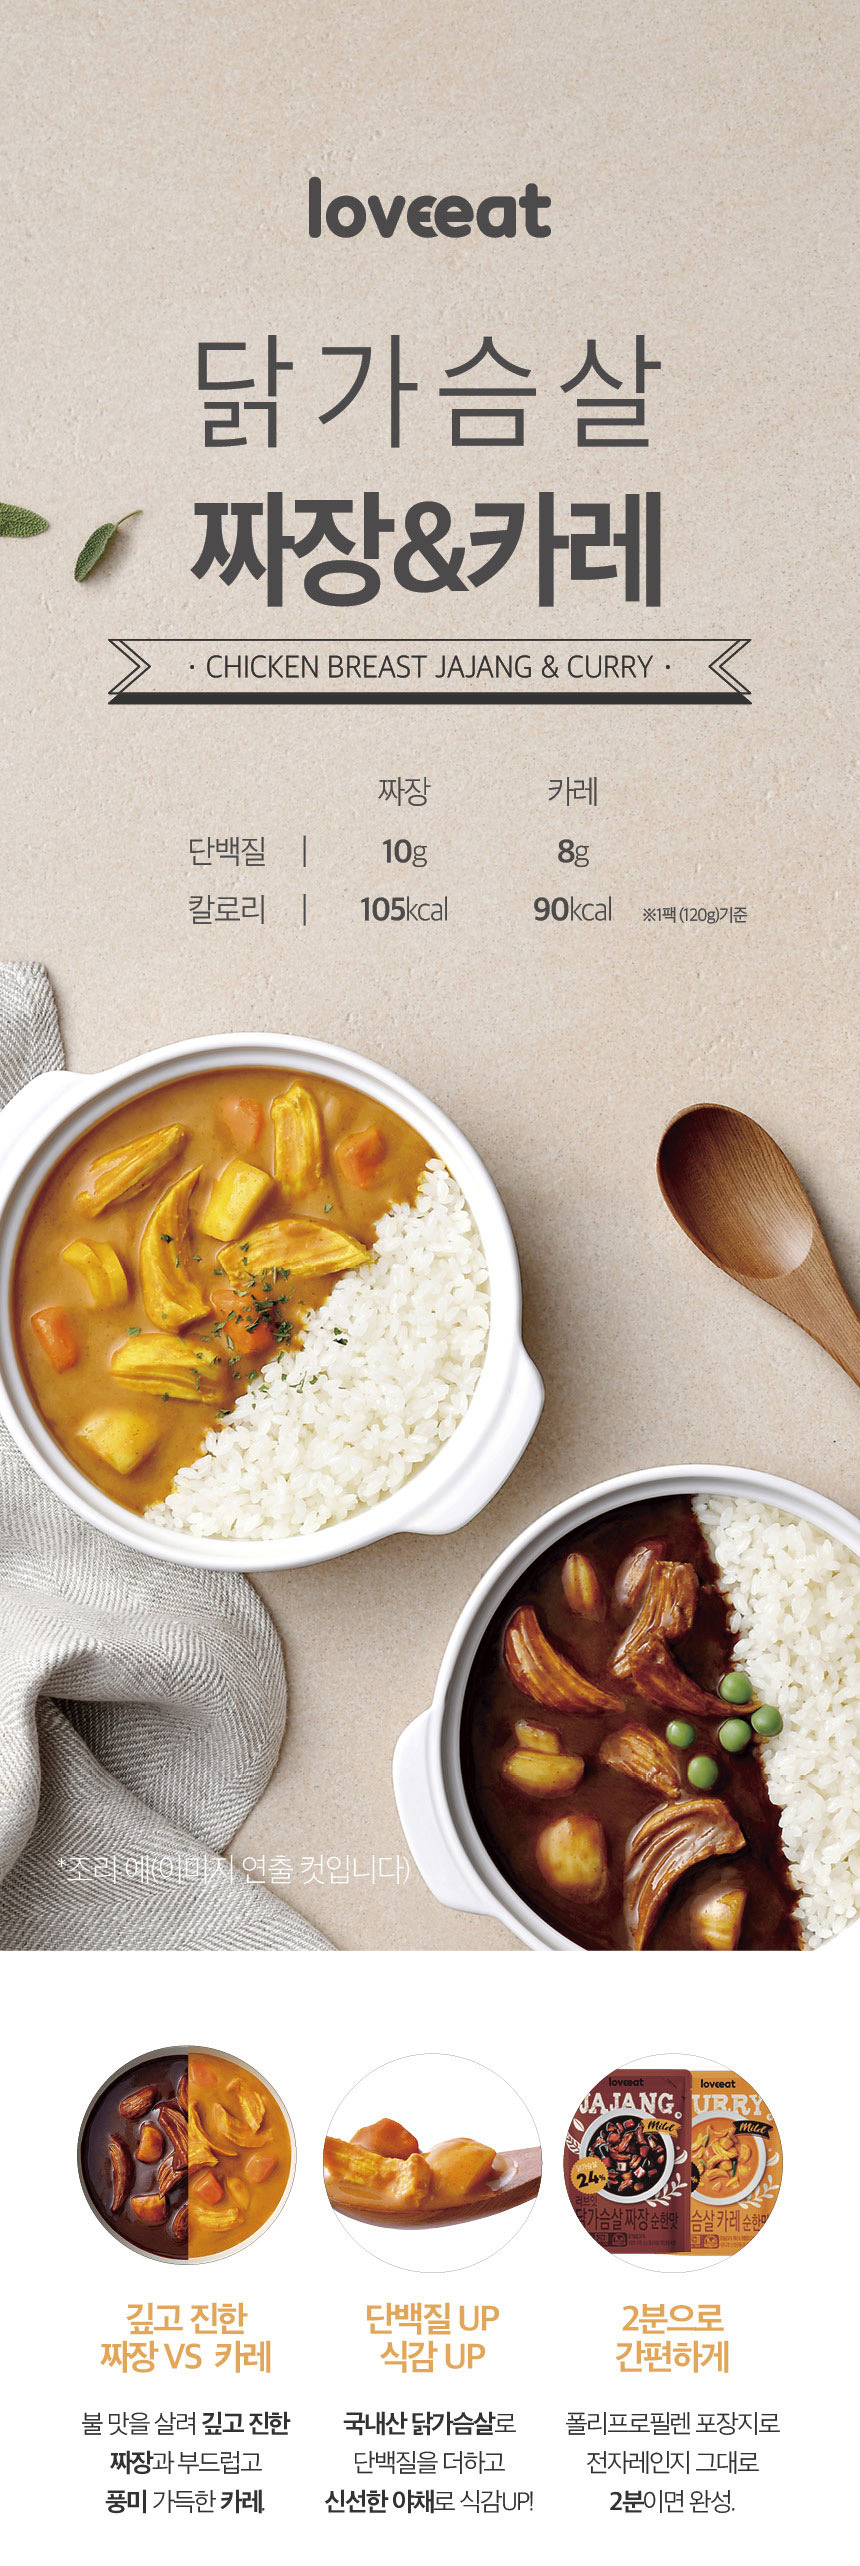 loveeat
닭가슴살
짜장&카레
· CHICKEN BREAST JAJANG & CURRY ·
짜장 카레
단백질 | 10g 8g
칼로리 | 105kcal 90kcal ※1팩 (120g)기준
*조리 예(이미지 연출 컷입니다)
loveeat
JAJANG
Mild
24%
러브잇
닭가슴살 짜장 순한맛
loveeat
URRY
Mild
슴살 카레 순한맛
깊고 진한
짜장 VS 카레
불 맛을 살려 깊고 진한
짜장과 부드럽고
풍미 가득한 카레.
단백질 UP
식감 UP
국내산 닭가슴살로
단백질을 더하고
신선한 야채로 식감UP!
2분으로
간편하게
폴리프로필렌 포장지로
전자레인지 그대로
2분이면 완성.